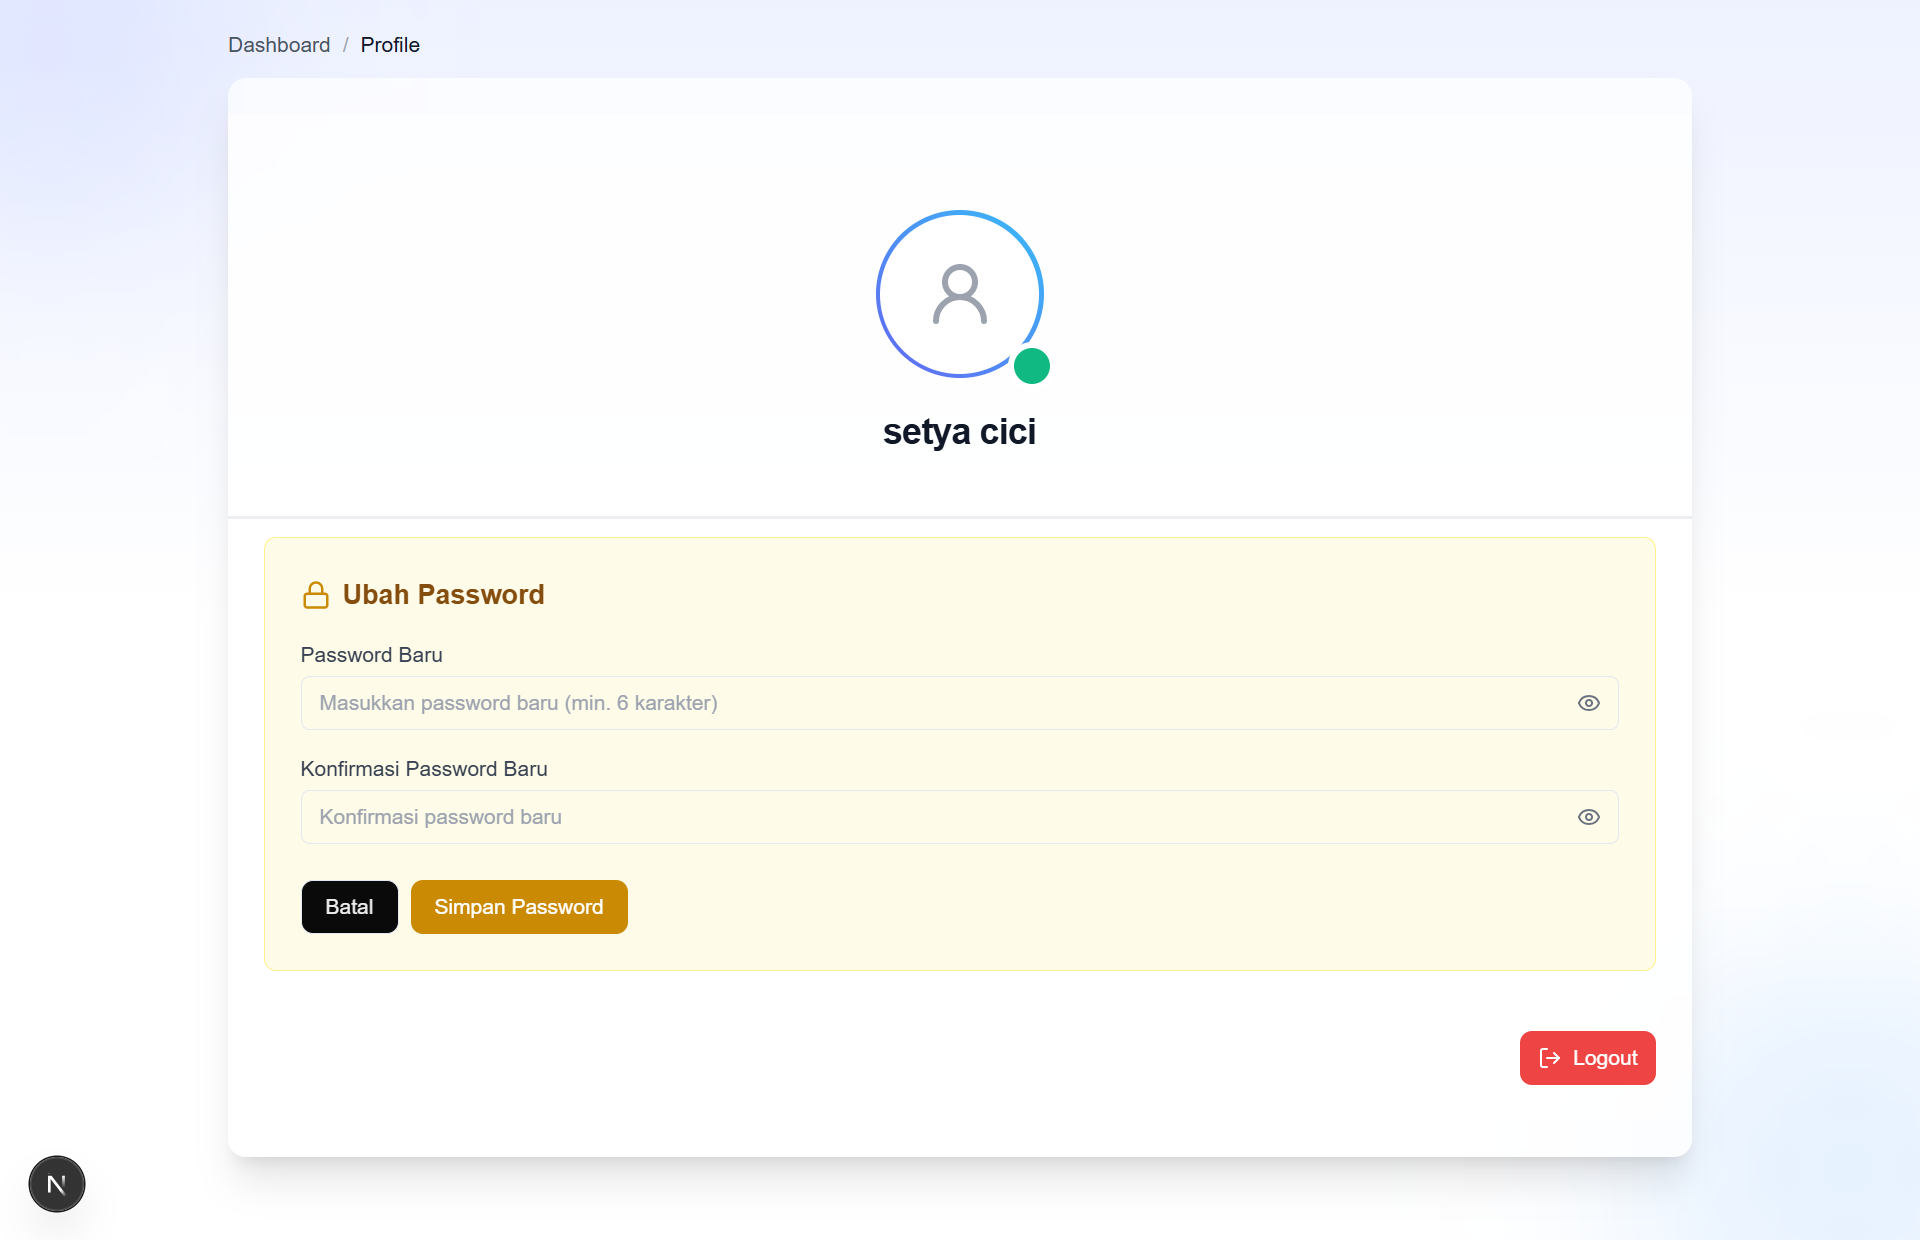 Dashboard / Profile
setya cici
Ubah Password
Password Baru
Masukkan password baru (min. 6 karakter)
Konfirmasi Password Baru
Konfirmasi password baru
Batal
Simpan Password
Logout
N